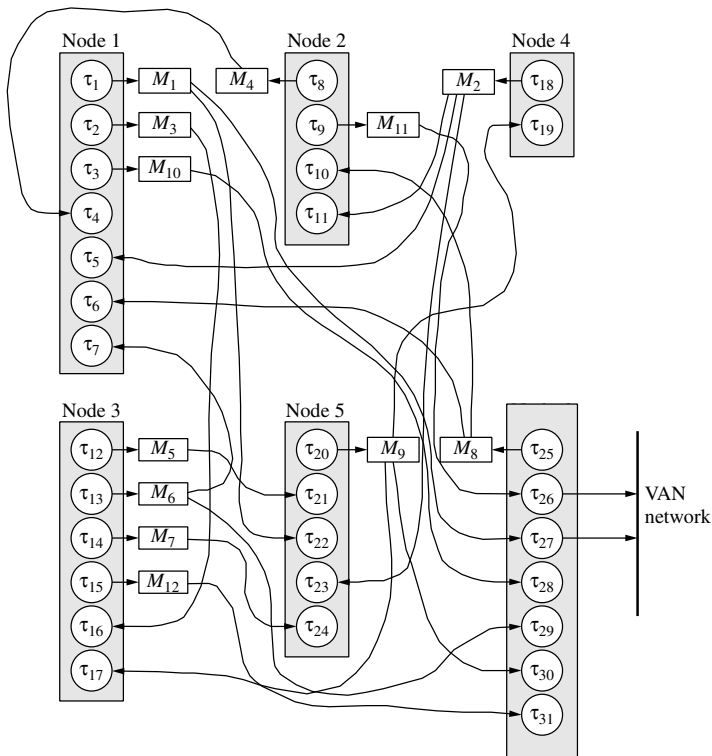 Node 1 Node 2 Node 4
τ1 M1 M4 τ8 M2 τ18
τ2 M3 τ9 M11 τ19
τ3 M10 τ10
τ4 τ11
τ5
τ6
τ7
Node 3 Node 5
τ12 M5 τ20 M9 M8 τ25
τ13 M6 τ21 τ26 VAN
τ14 M7 τ22 τ27 network
τ15 M12 τ23 τ28
τ16 τ24 τ29
τ17 τ30
τ31